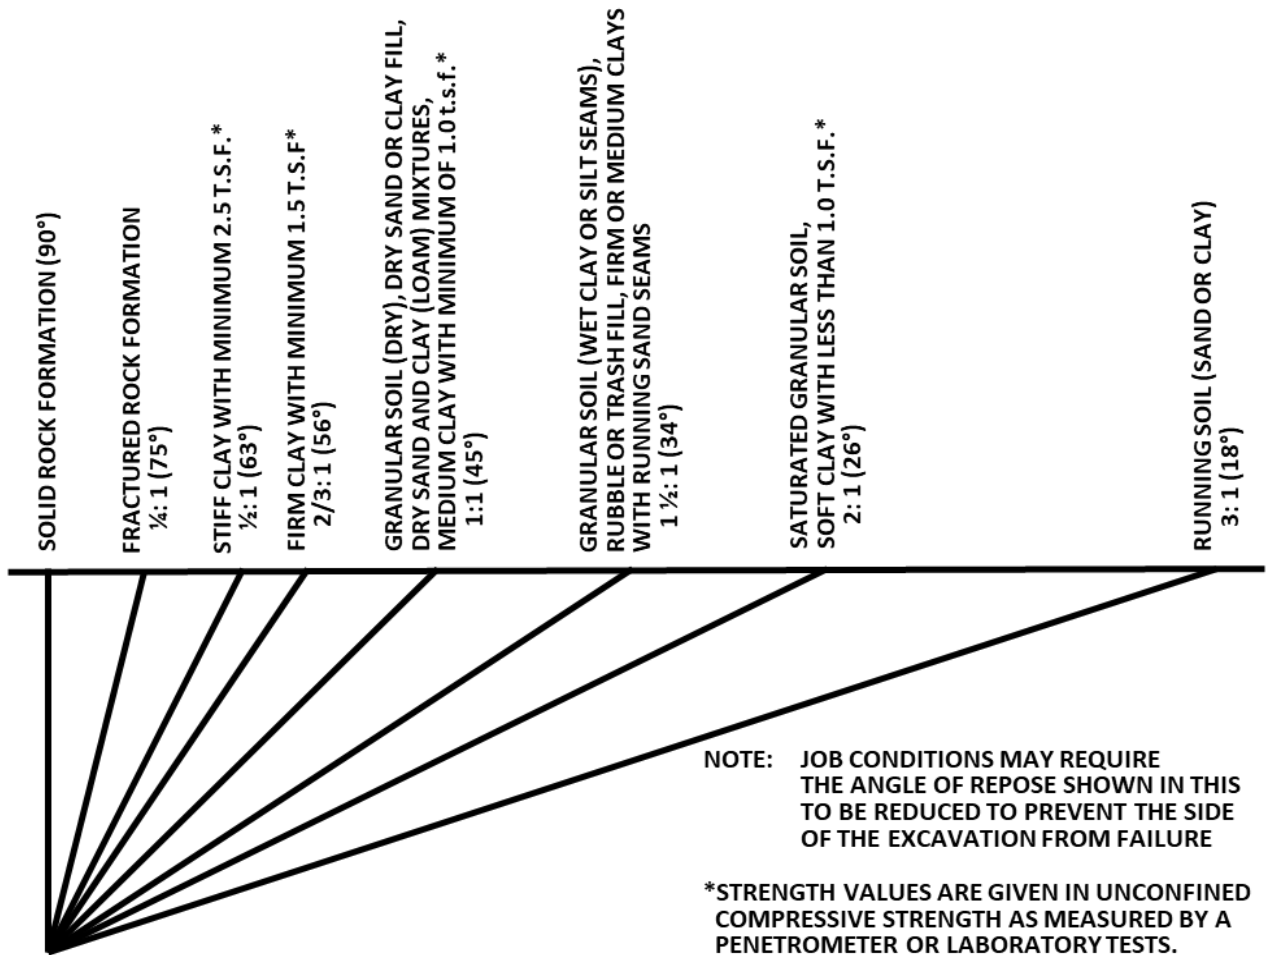 SOLID ROCK FORMATION (90°)
FRACTURED ROCK FORMATION
¼: 1 (75°)
STIFF CLAY WITH MINIMUM 2.5 T.S.F.*
½: 1 (63°)
FIRM CLAY WITH MINIMUM 1.5 T.S.F*
2/3: 1 (56°)
GRANULAR SOIL (DRY), DRY SAND OR CLAY FILL,
DRY SAND AND CLAY (LOAM) MIXTURES,
MEDIUM CLAY WITH MINIMUM OF 1.0 t.s.f.*
1:1 (45°)
GRANULAR SOIL (WET CLAY OR SILT SEAMS),
RUBBLE OR TRASH FILL, FIRM OR MEDIUM CLAYS
WITH RUNNING SAND SEAMS
1 ½: 1 (34°)
SATURATED GRANULAR SOIL,
SOFT CLAY WITH LESS THAN 1.0 T.S.F.*
2: 1 (26°)
RUNNING SOIL (SAND OR CLAY)
3: 1 (18°)
NOTE: JOB CONDITIONS MAY REQUIRE
THE ANGLE OF REPOSE SHOWN IN THIS
TO BE REDUCED TO PREVENT THE SIDE
OF THE EXCAVATION FROM FAILURE
*STRENGTH VALUES ARE GIVEN IN UNCONFINED
COMPRESSIVE STRENGTH AS MEASURED BY A
PENETROMETER OR LABORATORY TESTS.